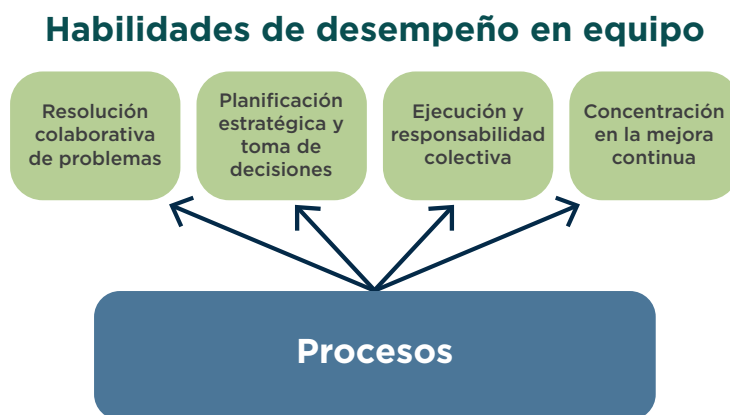 Habilidades de desempeño en equipo
Resolución
colaborativa
de problemas
Planificación
estratégica y
toma de
decisiones
Ejecución y
responsabilidad
colectiva
Concentración
en la mejora
continua
Procesos